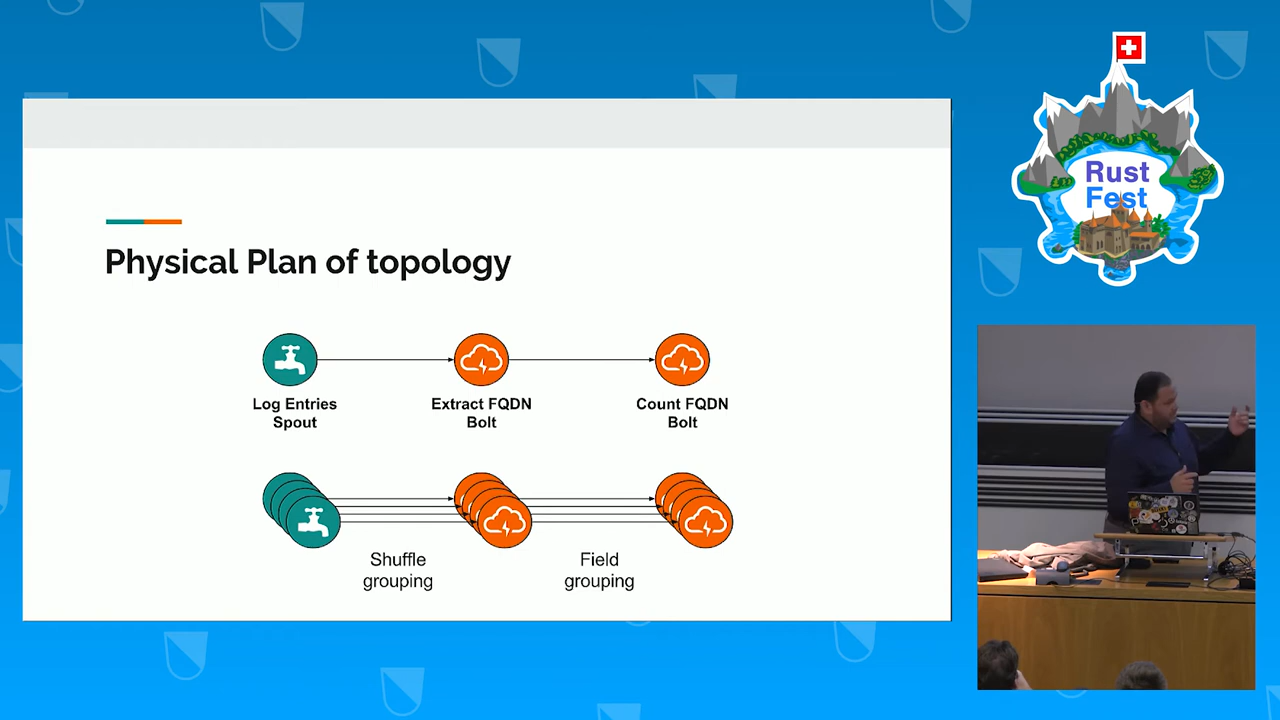 Physical Plan of topology
Log Entries
Spout
Extract FQDN
Bolt
Count FQDN
Bolt
Shuffle
grouping
Field
grouping
Rust
Fest